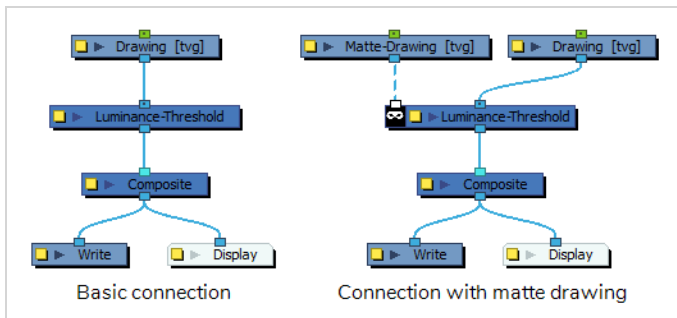 Drawing [tvg]
Luminance-Threshold
Composite
Write
Display
Basic connection
Matte-Drawing [tvg]
Drawing [tvg]
Luminance-Threshold
Composite
Write
Display
Connection with matte drawing